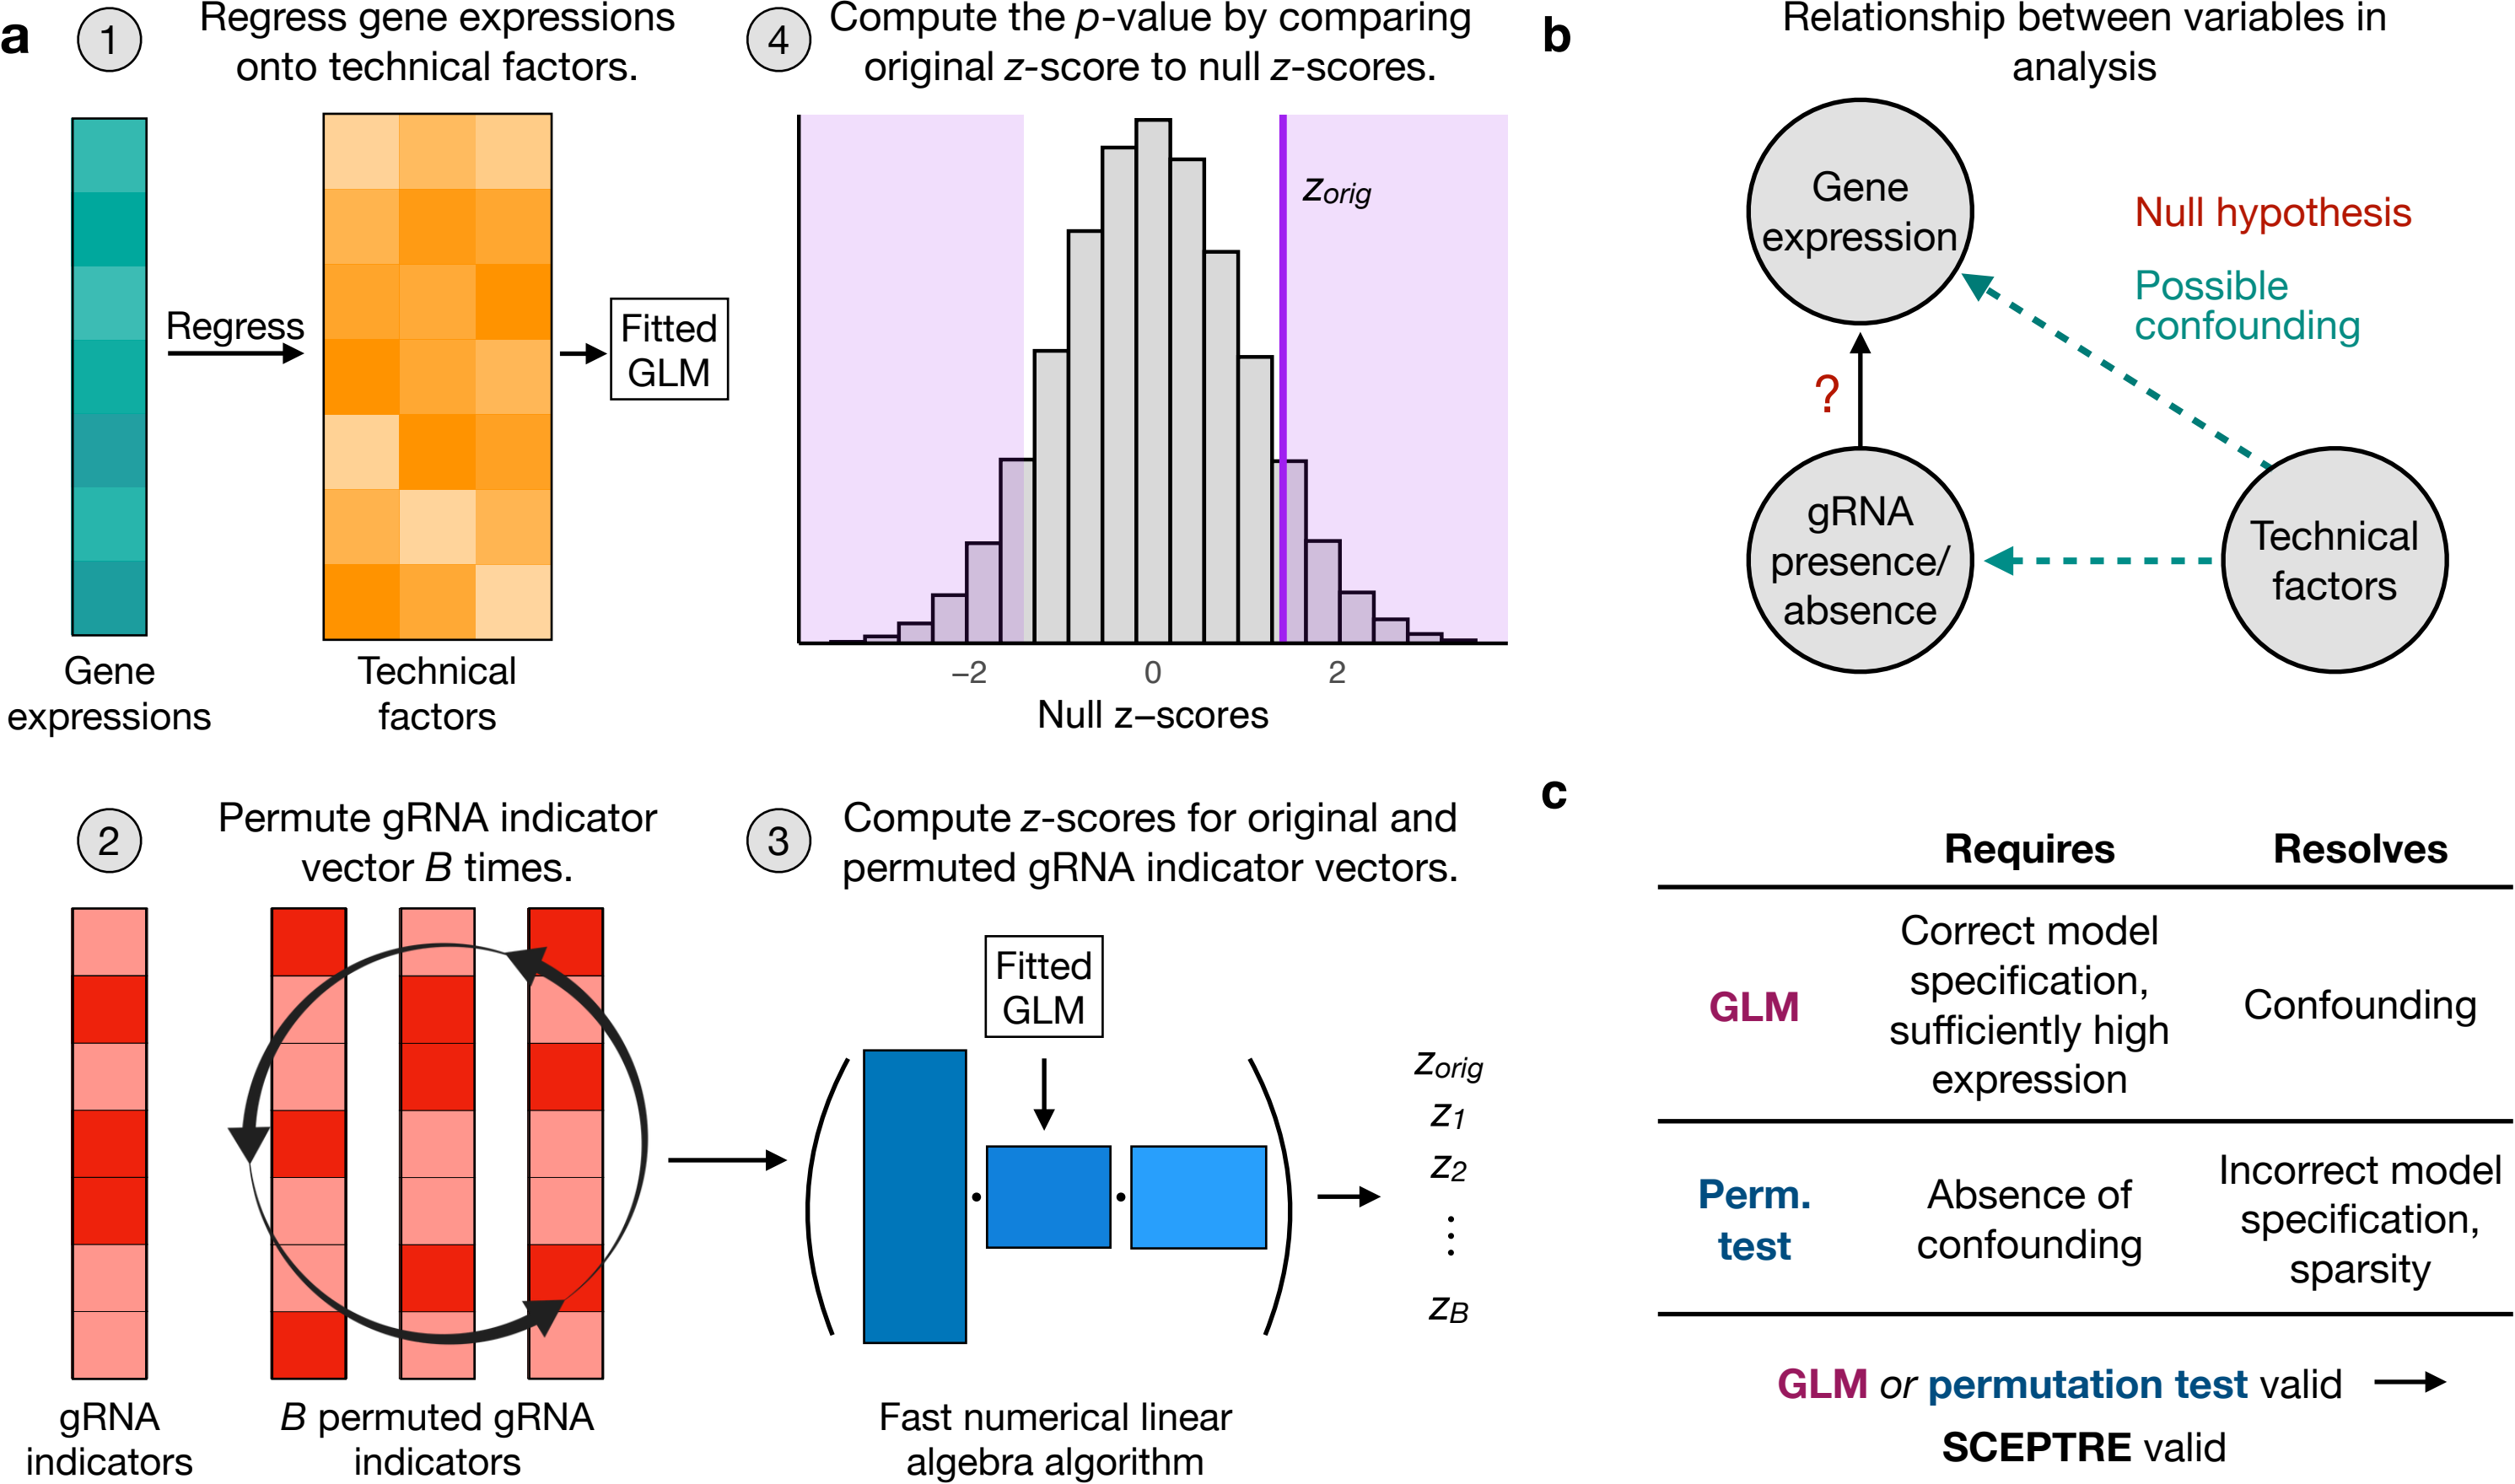 a
1
Regress gene expressions
onto technical factors.
Regress
Fitted
GLM
Gene
expressions
Technical
factors
4
Compute the p-value by comparing
original z-score to null z-scores.
zorig
−2
0
2
Null z−scores
2
Permute gRNA indicator
vector B times.
gRNA
indicators
B permuted gRNA
indicators
3
Compute z-scores for original and
permuted gRNA indicator vectors.
Fitted
GLM
zorig
z1
z2
⋮
zB
Fast numerical linear
algebra algorithm
b
Relationship between variables in
analysis
Gene
expression
Null hypothesis
Possible
confounding
?
gRNA
presence/
absence
Technical
factors
c
Requires
Resolves
GLM
Correct model
specification,
sufficiently high
expression
Confounding
Perm.
test
Absence of
confounding
Incorrect model
specification,
sparsity
GLM or permutation test valid →
SCEPTRE valid